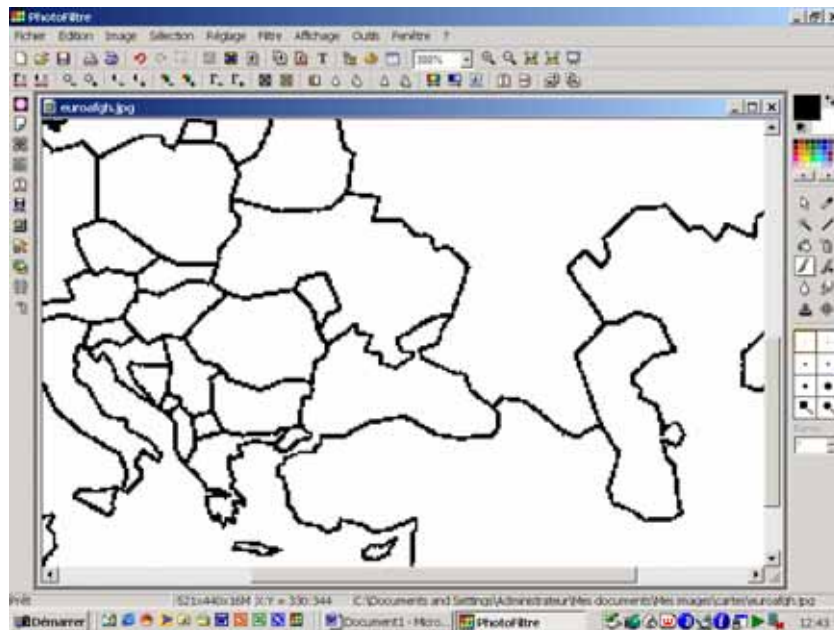 PhotoFiltre
Fichier Edition Image Sélection Réglage Filtre Affichage Outils Fenêtre ?
100%
euroafgh.jpg
Prêt 521x440x16M X:Y = 330:344 C:\Documents and Settings\Administrateur\Mes documents\Mes images\cartes\euroafgh.jpg
Démarrer Document1 - Micro... PhotoFiltre 12:43